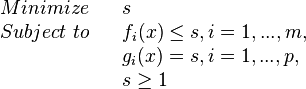 Minimize s
Subject to f_i(x) ≤ s, i = 1, ..., m,
g_i(x) = s, i = 1, ..., p,
s ≥ 1